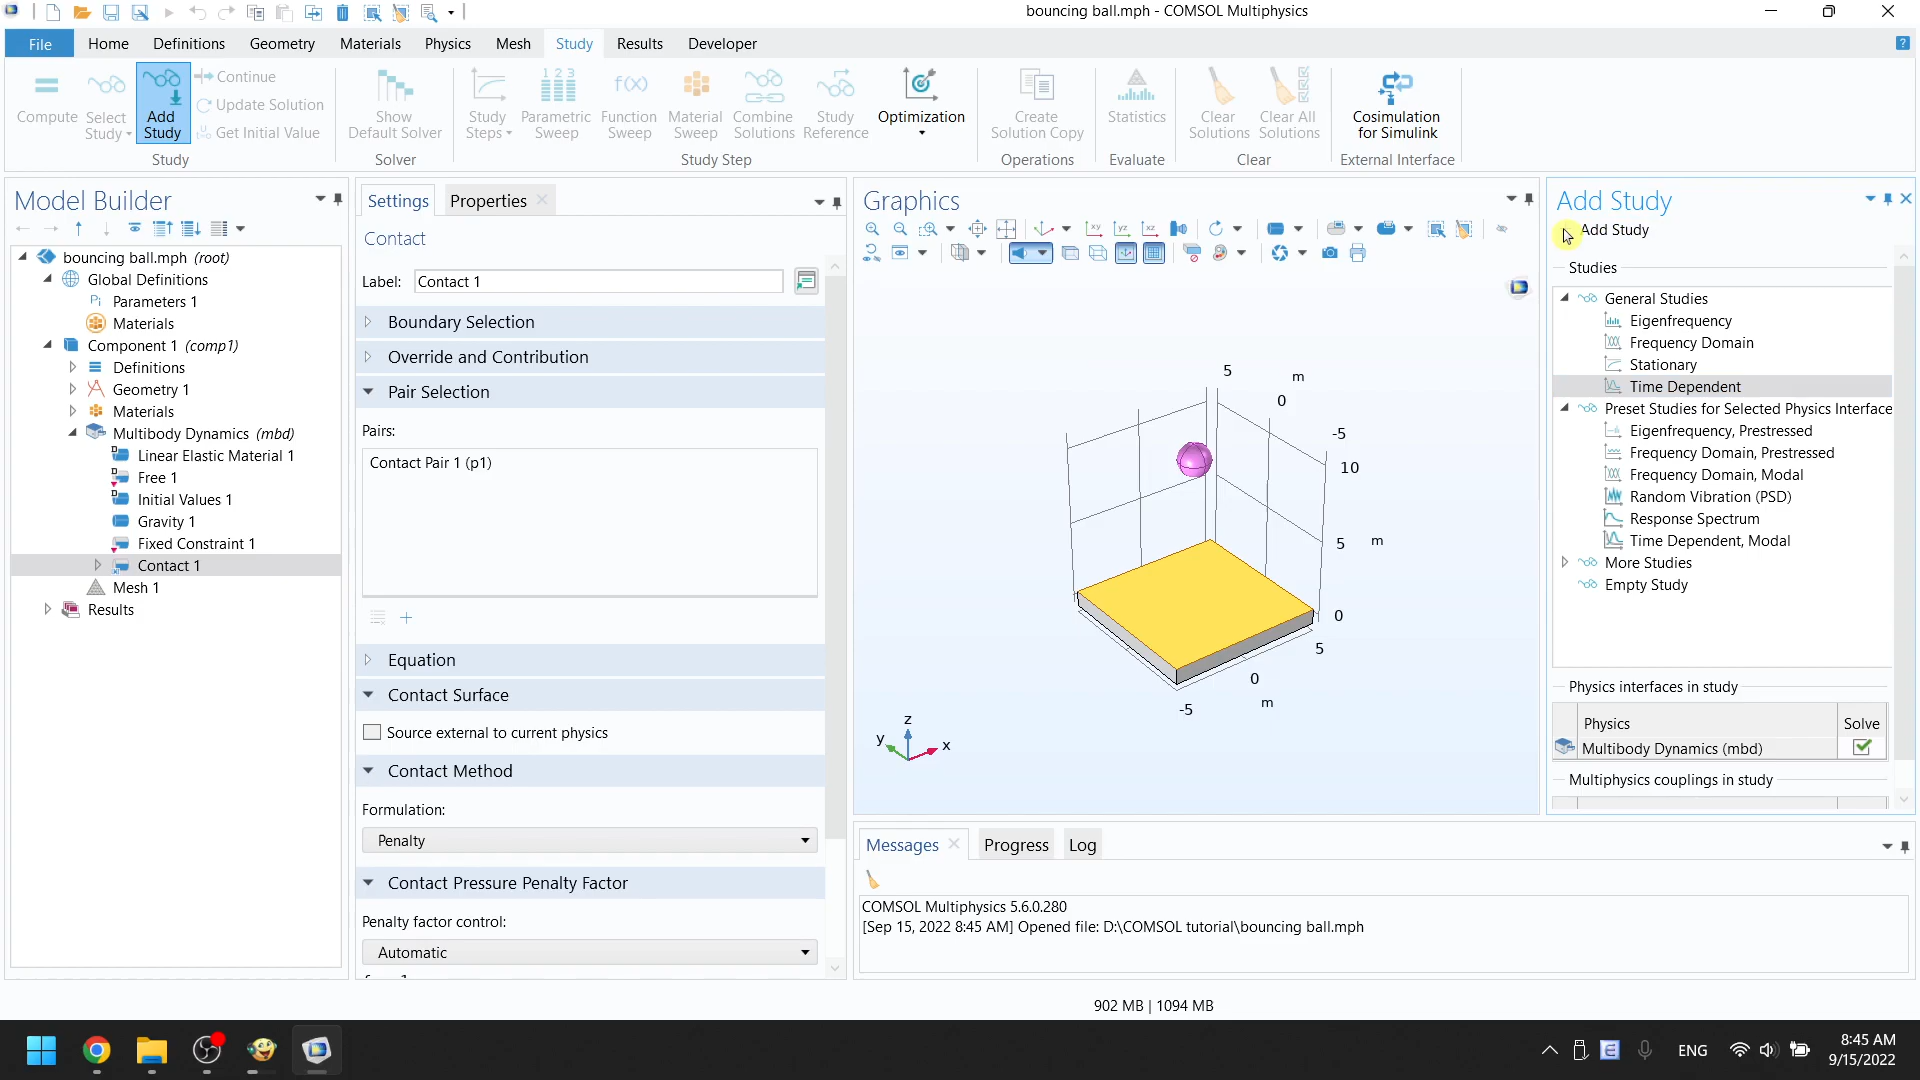 bouncing ball.mph - COMSOL Multiphysics
File Home Definitions Geometry Materials Physics Mesh Study Results Developer
Compute
Select Study
Add Study
Continue
Update Solution
Get Initial Value
Study
Show Default Solver
Solver
Study Steps
Parametric Sweep
Function Sweep
Material Sweep
Combine Solutions
Study Reference
Optimization
Study Step
Create Solution Copy
Operations
Statistics
Evaluate
Clear Solutions
Clear All Solutions
Clear
Cosimulation for Simulink
External Interface
Model Builder
bouncing ball.mph (root)
Global Definitions
Pi Parameters 1
Materials
Component 1 (comp1)
Definitions
Geometry 1
Materials
Multibody Dynamics (mbd)
Linear Elastic Material 1
Free 1
Initial Values 1
Gravity 1
Fixed Constraint 1
Contact 1
Mesh 1
Results
Settings Properties
Contact
Label: Contact 1
Boundary Selection
Override and Contribution
Pair Selection
Pairs:
Contact Pair 1 (p1)
Equation
Contact Surface
Source external to current physics
Contact Method
Formulation:
Penalty
Contact Pressure Penalty Factor
Penalty factor control:
Automatic
Graphics
5
m
0
-5
10
5
m
0
5
0
m
-5
z
y
x
Messages Progress Log
COMSOL Multiphysics 5.6.0.280
[Sep 15, 2022 8:45 AM] Opened file: D:\COMSOL tutorial\bouncing ball.mph
Add Study
Add Study
Studies
General Studies
Eigenfrequency
Frequency Domain
Stationary
Time Dependent
Preset Studies for Selected Physics Interface
Eigenfrequency, Prestressed
Frequency Domain, Prestressed
Frequency Domain, Modal
Random Vibration (PSD)
Response Spectrum
Time Dependent, Modal
More Studies
Empty Study
Physics interfaces in study
Physics Solve
Multibody Dynamics (mbd)
Multiphysics couplings in study
902 MB | 1094 MB
ENG
8:45 AM
9/15/2022